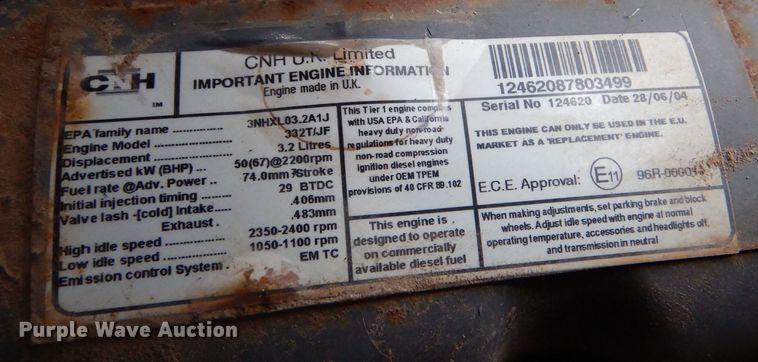 CNH
TM
CNH U.K. Limited
IMPORTANT ENGINE INFORMATION
Engine made in U.K.
EPA family name 3NHXL03.2A1J
Engine Model 332T/JF
Displacement 3.2 Litres
Advertised kW (BHP) 50(67)@2200rpm
Fuel rate @Adv. Power 74.0mm³/Stroke
Initial injection timing 29 BTDC
Valve lash -[cold] Intake .406mm
Exhaust .483mm
High idle speed 2350-2400 rpm
Low idle speed 1050-1100 rpm
Emission control System EM TC
This Tier 1 engine complies
with USA EPA & California
heavy duty non-road
regulations for heavy duty
non-road compression
ignition diesel engines
under OEM TPEM
provisions of 40 CFR 89.102
This engine is
designed to operate
on commercially
available diesel fuel
12462087803499
Serial No 124620 Date 28/06/04
THIS ENGINE CAN ONLY BE USED IN THE E.U.
MARKET AS A 'REPLACEMENT' ENGINE.
E.C.E. Approval: E11
When making adjustments, set parking brake and block
wheels. Adjust idle speed with engine at normal
operating temperature, accessories and headlights off,
and transmission in neutral
Purple Wave Auction